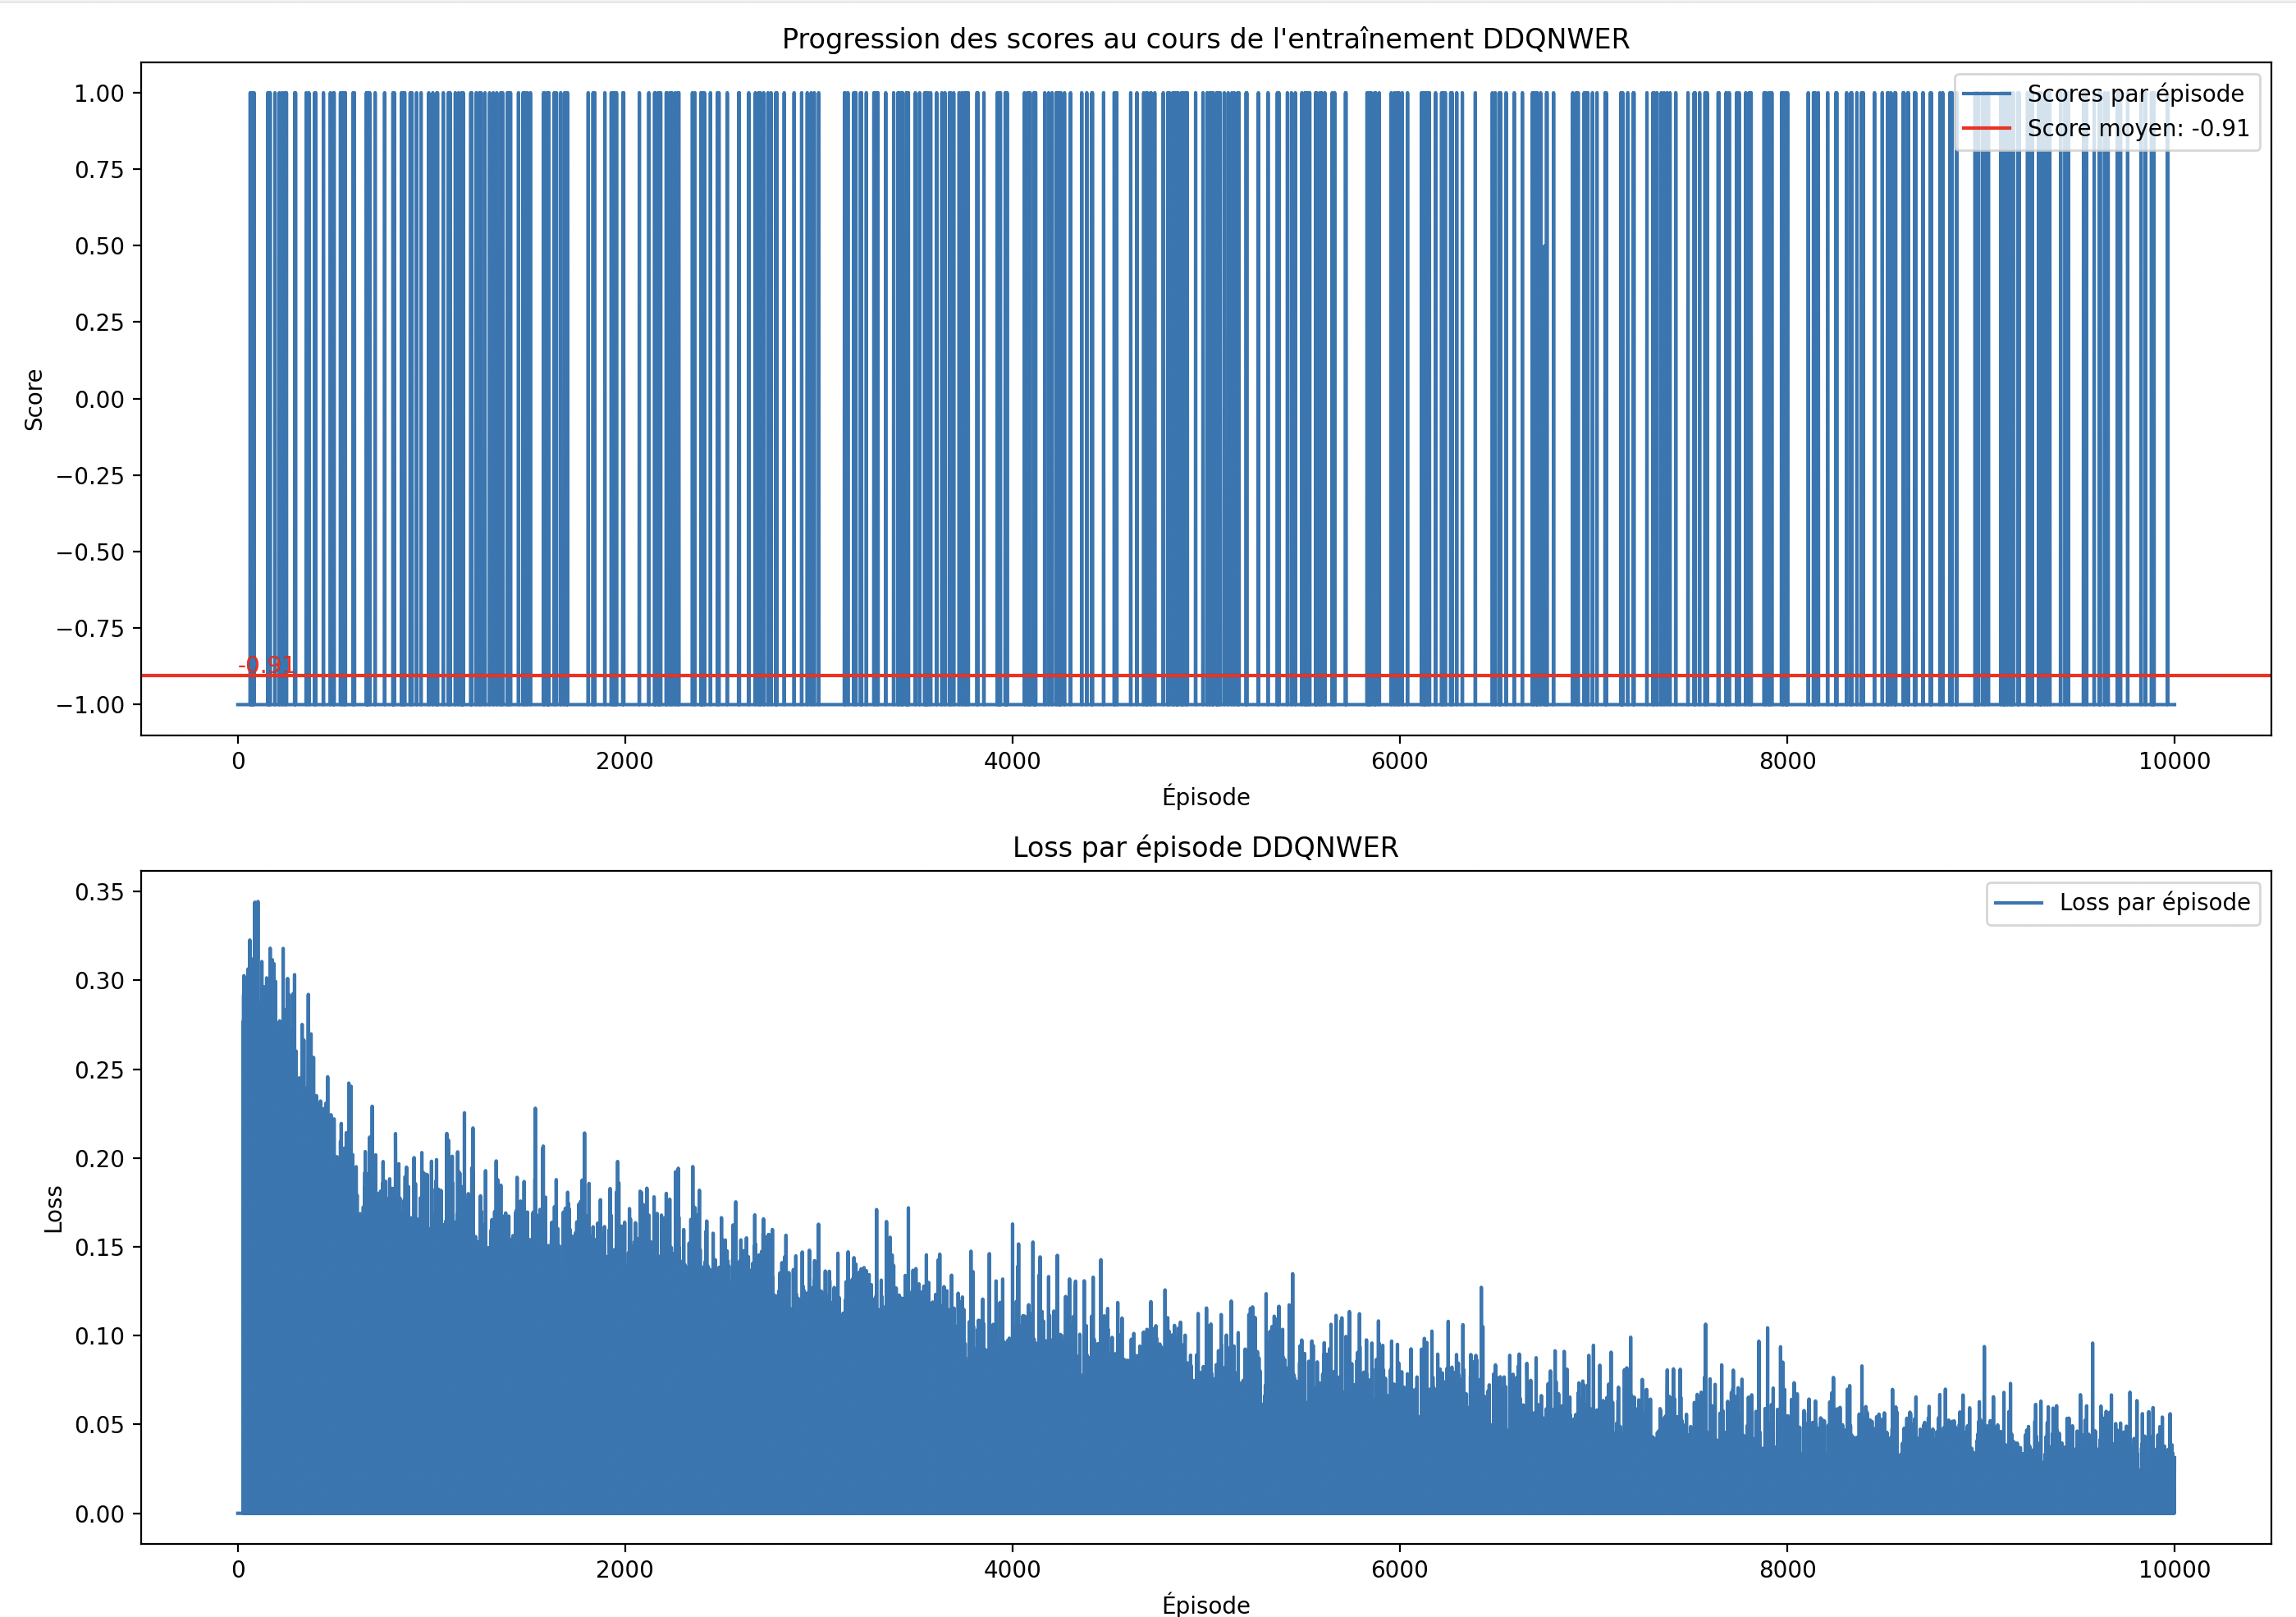 Progression des scores au cours de l'entraînement DDQNWER
Scores par épisode
Score moyen: -0.91
1.00
0.75
0.50
0.25
0.00
−0.25
−0.50
−0.75
−1.00
Score
-0.91
0 2000 4000 6000 8000 10000
Épisode
Loss par épisode DDQNWER
Loss par épisode
0.35
0.30
0.25
0.20
0.15
0.10
0.05
0.00
Loss
0 2000 4000 6000 8000 10000
Épisode